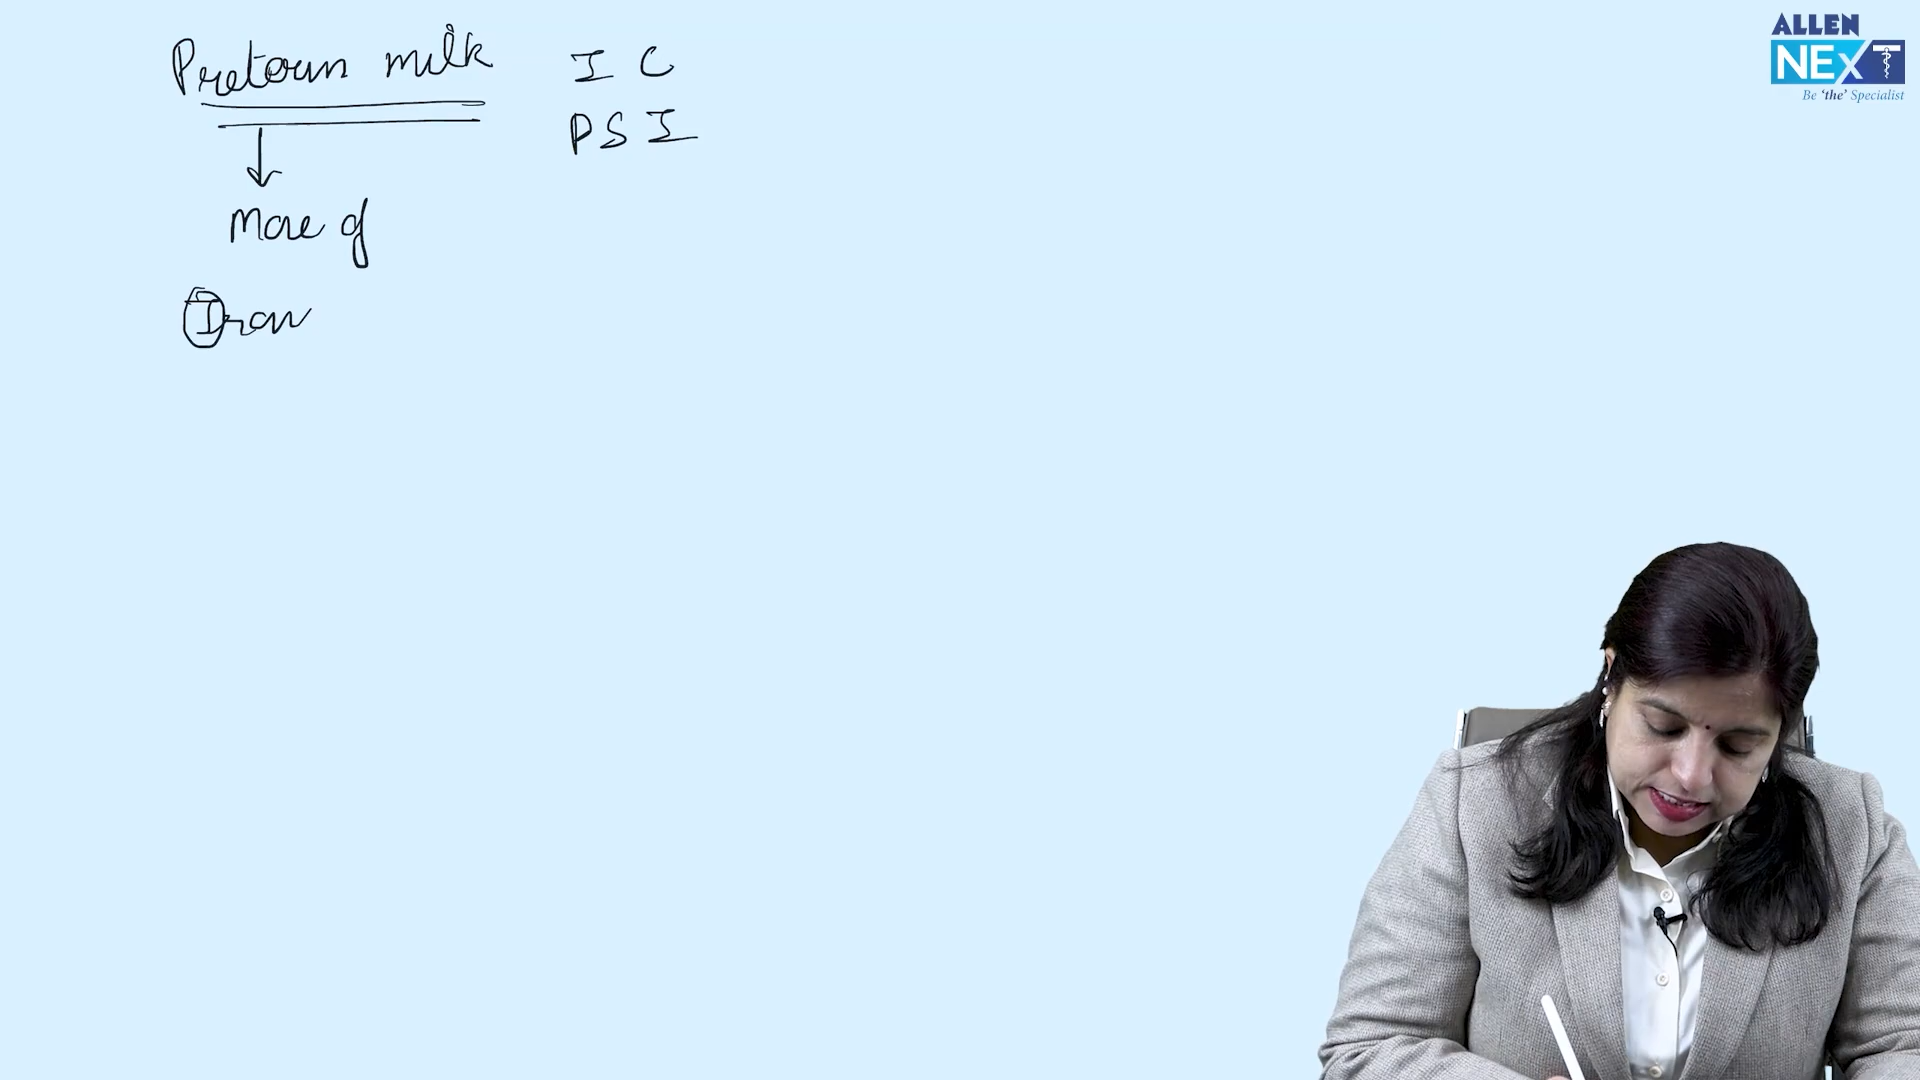 Preterm milk I C
P S I
More of
Iron
ALLEN
NEXT
Be 'the' Specialist